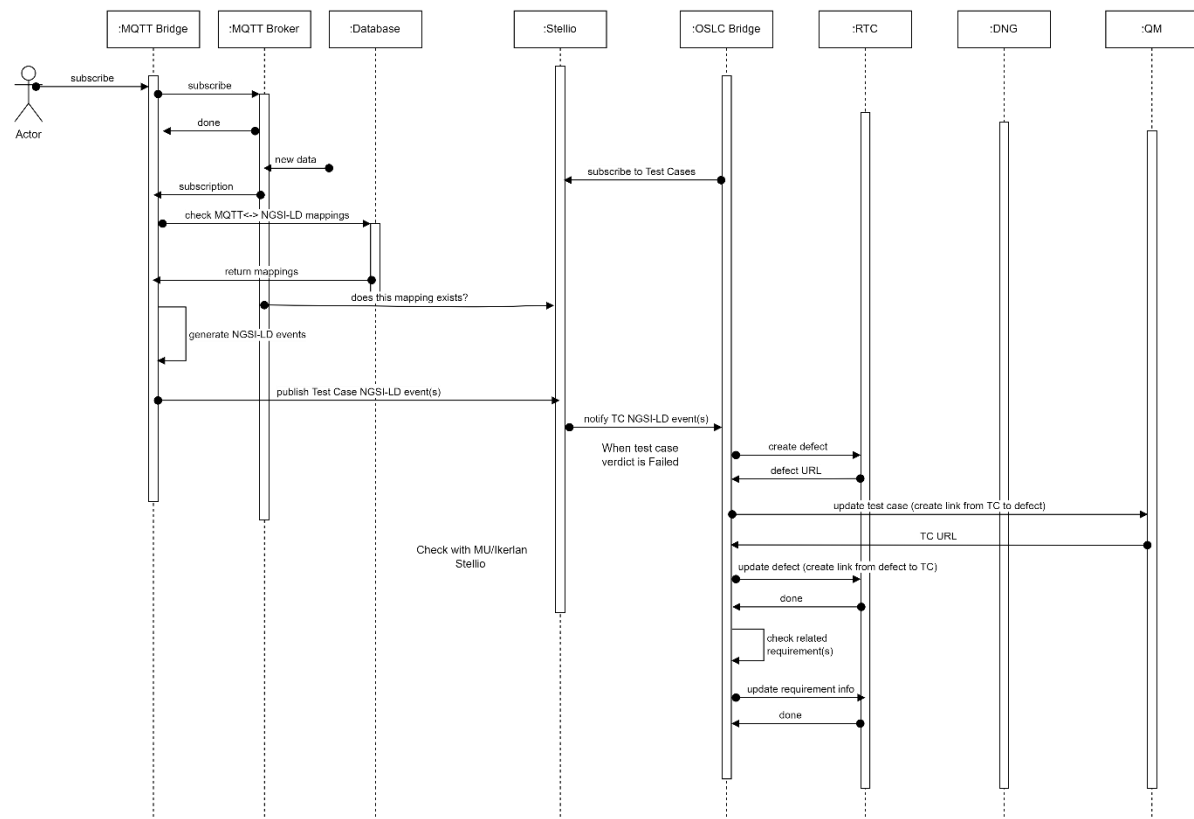 :MQTT Bridge
:MQTT Broker
:Database
:Stellio
:OSLC Bridge
:RTC
:DNG
:QM
subscribe
Actor
subscribe
done
new data
subscribe to Test Cases
subscription
check MQTT<-> NGSI-LD mappings
return mappings
does this mapping exists?
generate NGSI-LD events
publish Test Case NGSI-LD event(s)
notify TC NGSI-LD event(s)
When test case
verdict is Failed
create defect
defect URL
update test case (create link from TC to defect)
TC URL
Check with MU/Ikerlan
Stellio
update defect (create link from defect to TC)
done
check related
requirement(s)
update requirement info
done